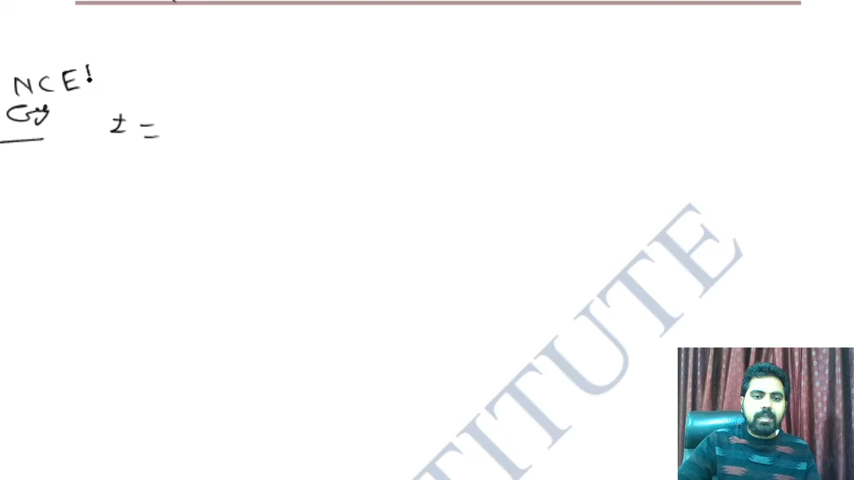 NCE!
t =
TITUTE